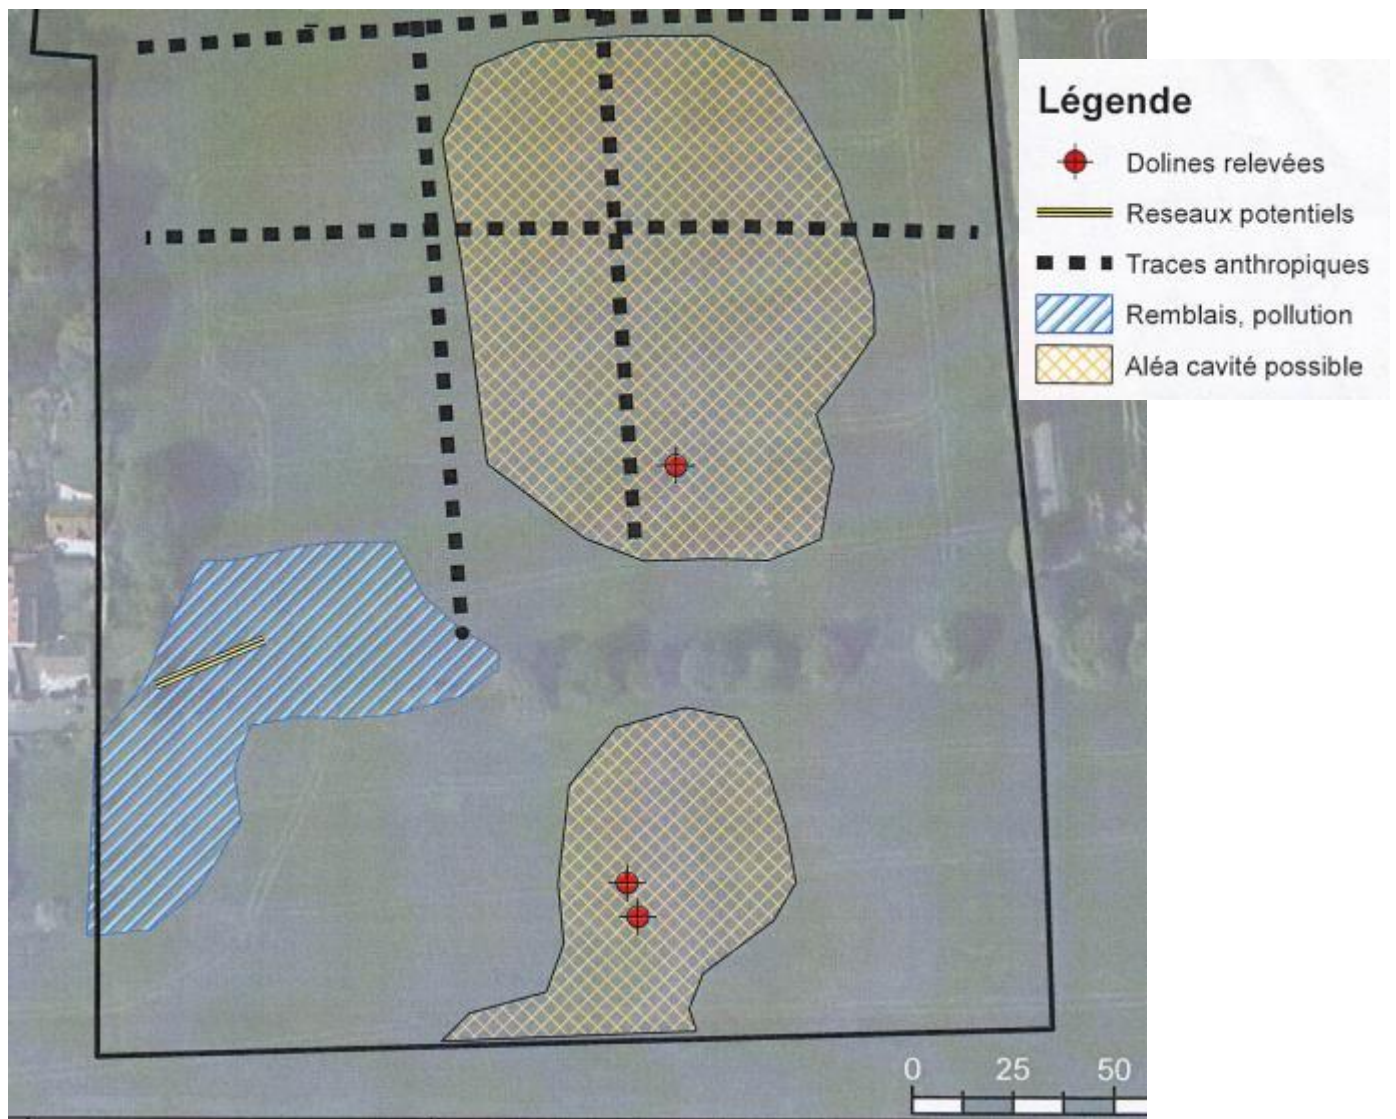 Légende
Dolines relevées
Reseaux potentiels
Traces anthropiques
Remblais, pollution
Aléa cavité possible
0 25 50